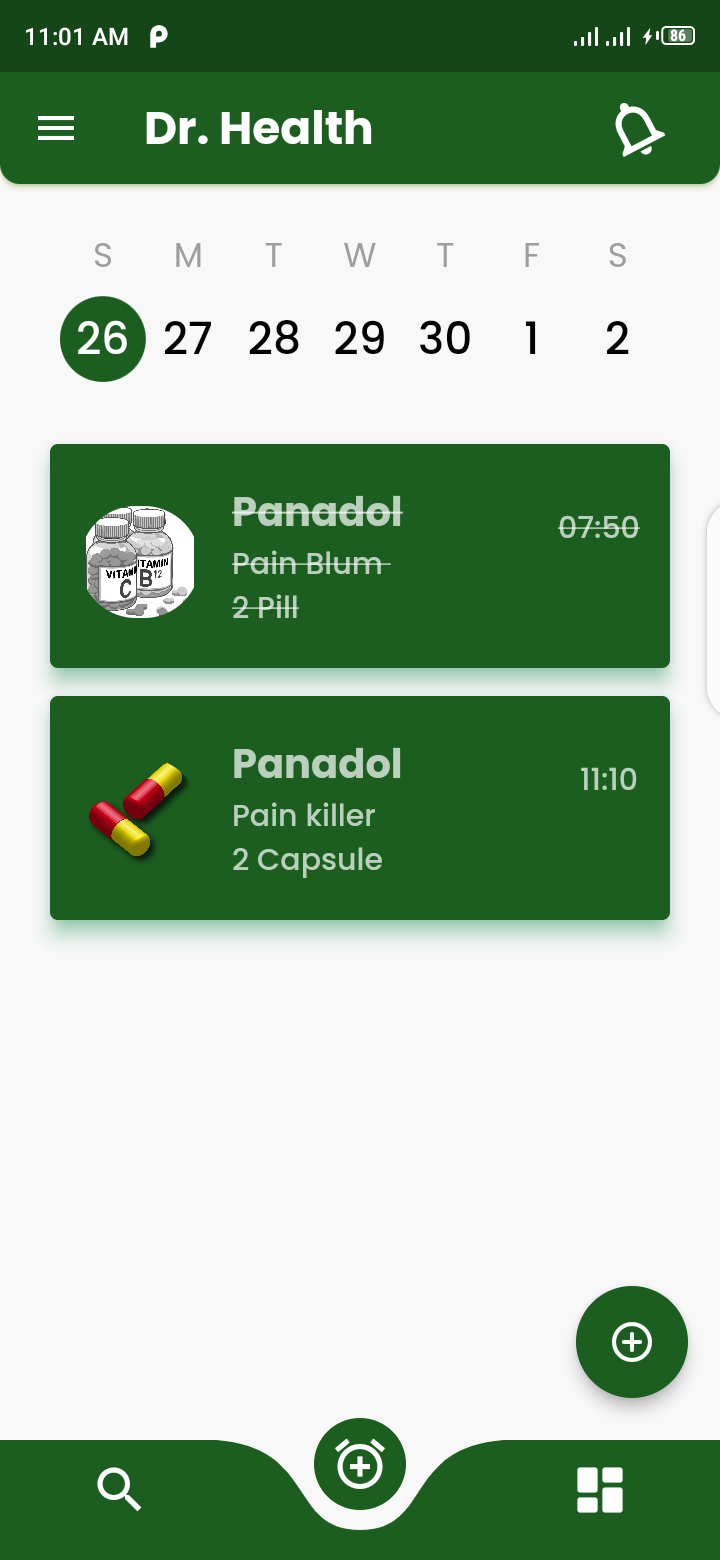 11:01 AM
86
Dr. Health
S M T W T F S
26 27 28 29 30 1 2
Panadol
07:50
Pain Blum
2 Pill
VITAMIN C
VITAMIN B12
Panadol
11:10
Pain killer
2 Capsule